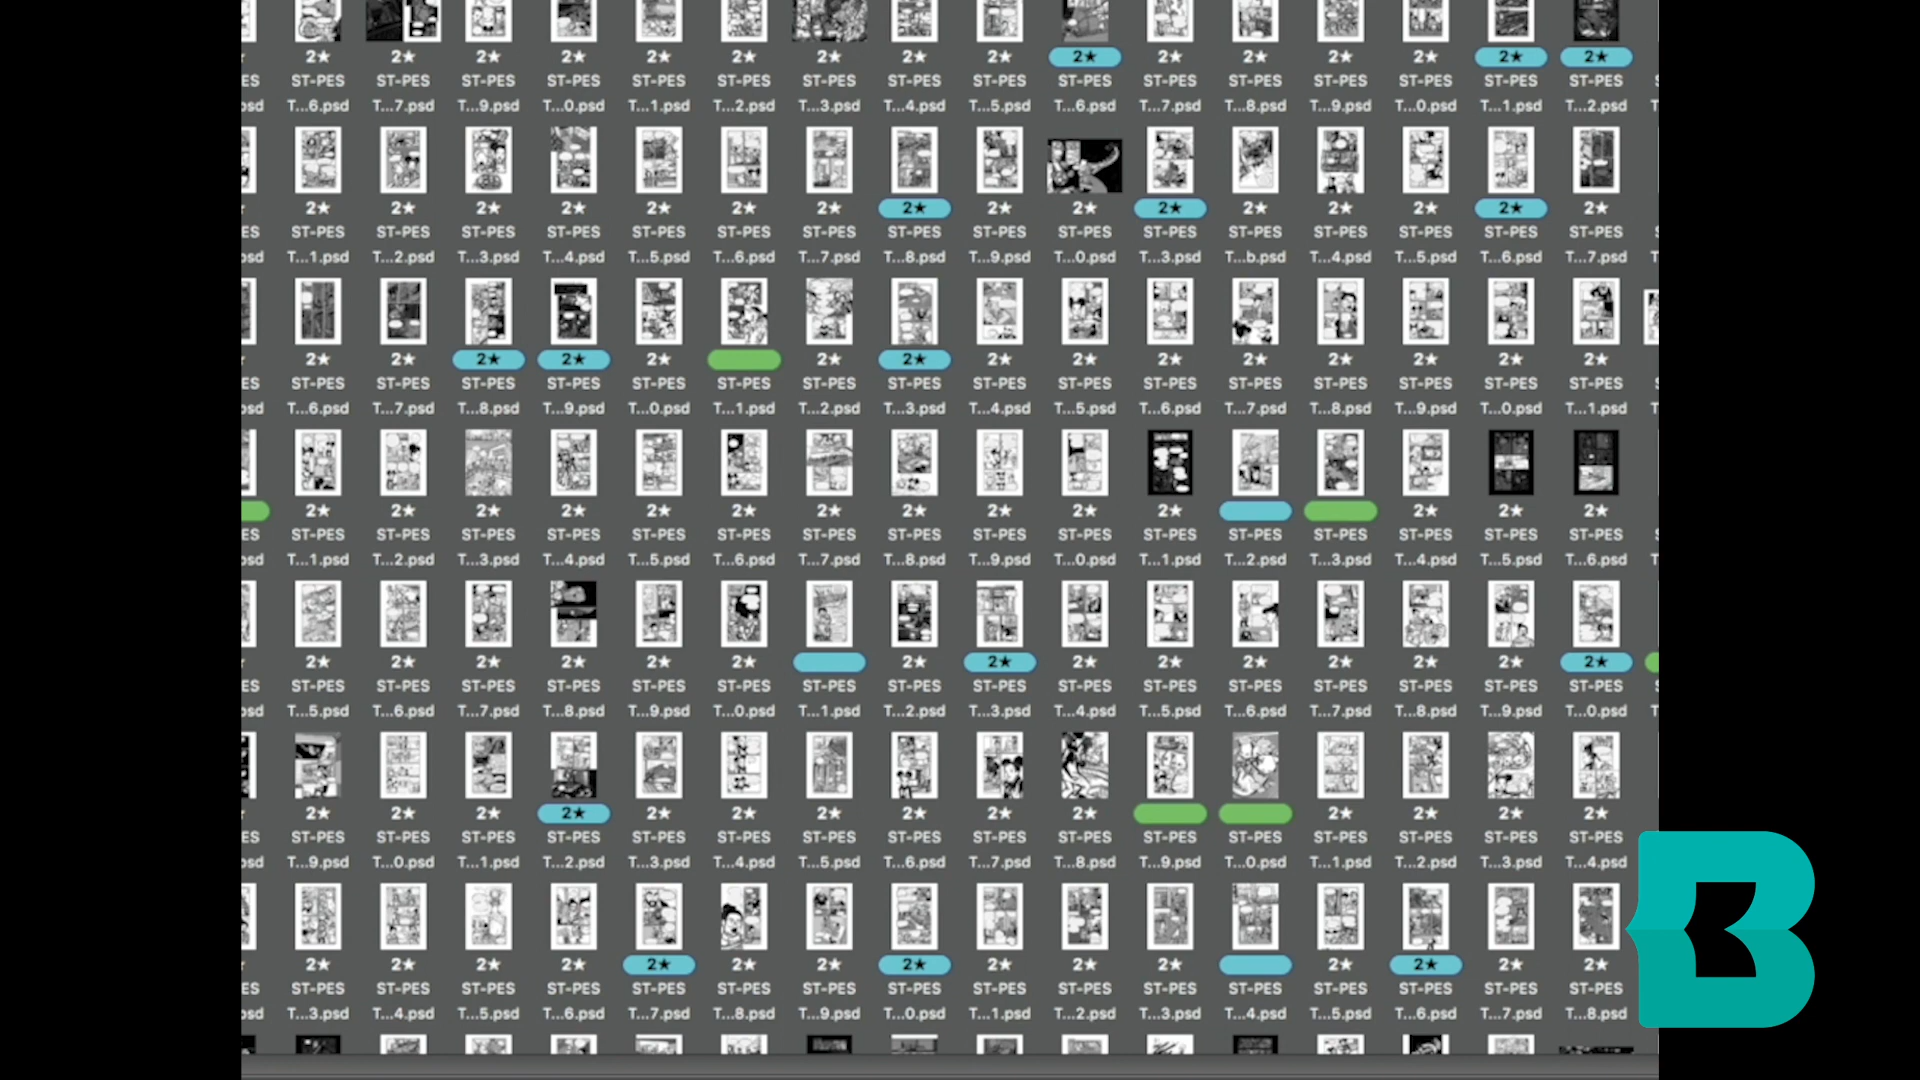 2★ 2★ 2★ 2★ 2★ 2★ 2★ 2★ 2★ 2★ 2★ 2★ 2★ 2★ 2★ 2★
ES ST-PES ST-PES ST-PES ST-PES ST-PES ST-PES ST-PES ST-PES ST-PES ST-PES ST-PES ST-PES ST-PES ST-PES ST-PES ST-PES
psd T...6.psd T...7.psd T...9.psd T...0.psd T...1.psd T...2.psd T...3.psd T...4.psd T...5.psd T...6.psd T...7.psd T...8.psd T...9.psd T...0.psd T...1.psd T...2.psd
2★ 2★ 2★ 2★ 2★ 2★ 2★ 2★ 2★ 2★ 2★ 2★ 2★ 2★ 2★ 2★
ES ST-PES ST-PES ST-PES ST-PES ST-PES ST-PES ST-PES ST-PES ST-PES ST-PES ST-PES ST-PES ST-PES ST-PES ST-PES ST-PES
psd T...1.psd T...2.psd T...3.psd T...4.psd T...5.psd T...6.psd T...7.psd T...8.psd T...9.psd T...0.psd T...3.psd T...b.psd T...4.psd T...5.psd T...6.psd T...7.psd
2★ 2★ 2★ 2★ 2★ 2★ 2★ 2★ 2★ 2★ 2★ 2★ 2★ 2★ 2★
ES ST-PES ST-PES ST-PES ST-PES ST-PES ST-PES ST-PES ST-PES ST-PES ST-PES ST-PES ST-PES ST-PES ST-PES ST-PES ST-PES
psd T...6.psd T...7.psd T...8.psd T...9.psd T...0.psd T...1.psd T...2.psd T...3.psd T...4.psd T...5.psd T...6.psd T...7.psd T...8.psd T...9.psd T...0.psd T...1.psd
2★ 2★ 2★ 2★ 2★ 2★ 2★ 2★ 2★ 2★ 2★ 2★ 2★ 2★
ES ST-PES ST-PES ST-PES ST-PES ST-PES ST-PES ST-PES ST-PES ST-PES ST-PES ST-PES ST-PES ST-PES ST-PES ST-PES ST-PES
psd T...1.psd T...2.psd T...3.psd T...4.psd T...5.psd T...6.psd T...7.psd T...8.psd T...9.psd T...0.psd T...1.psd T...2.psd T...3.psd T...4.psd T...5.psd T...6.psd
2★ 2★ 2★ 2★ 2★ 2★ 2★ 2★ 2★ 2★ 2★ 2★ 2★ 2★ 2★
ES ST-PES ST-PES ST-PES ST-PES ST-PES ST-PES ST-PES ST-PES ST-PES ST-PES ST-PES ST-PES ST-PES ST-PES ST-PES ST-PES
psd T...5.psd T...6.psd T...7.psd T...8.psd T...9.psd T...0.psd T...1.psd T...2.psd T...3.psd T...4.psd T...5.psd T...6.psd T...7.psd T...8.psd T...9.psd T...0.psd
2★ 2★ 2★ 2★ 2★ 2★ 2★ 2★ 2★ 2★ 2★ 2★ 2★ 2★
ES ST-PES ST-PES ST-PES ST-PES ST-PES ST-PES ST-PES ST-PES ST-PES ST-PES ST-PES ST-PES ST-PES ST-PES ST-PES ST-PES
psd T...9.psd T...0.psd T...1.psd T...2.psd T...3.psd T...4.psd T...5.psd T...6.psd T...7.psd T...8.psd T...9.psd T...0.psd T...1.psd T...2.psd T...3.psd T...4.psd
2★ 2★ 2★ 2★ 2★ 2★ 2★ 2★ 2★ 2★ 2★ 2★ 2★ 2★ 2★
ES ST-PES ST-PES ST-PES ST-PES ST-PES ST-PES ST-PES ST-PES ST-PES ST-PES ST-PES ST-PES ST-PES ST-PES ST-PES ST-PES
psd T...3.psd T...4.psd T...5.psd T...6.psd T...7.psd T...8.psd T...9.psd T...0.psd T...1.psd T...2.psd T...3.psd T...4.psd T...5.psd T...6.psd T...7.psd T...8.psd
B